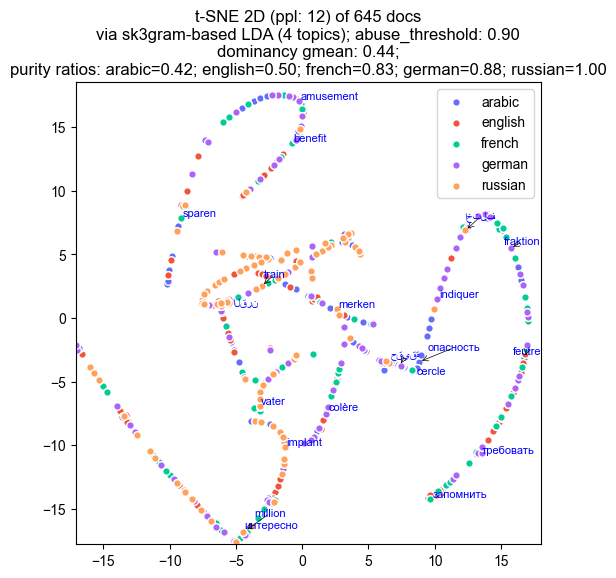 t-SNE 2D (ppl: 12) of 645 docs
via sk3gram-based LDA (4 topics); abuse_threshold: 0.90
dominancy gmean: 0.44;
purity ratios: arabic=0.42; english=0.50; french=0.83; german=0.88; russian=1.00
arabic
english
french
german
russian
amusement
benefit
sparen
fraktion
train
indiquer
merken
опасность
feutre
cercle
vater
colère
implant
требовать
запомнить
million
интересно
15
10
5
0
−5
−10
−15
−15
−10
−5
0
5
10
15